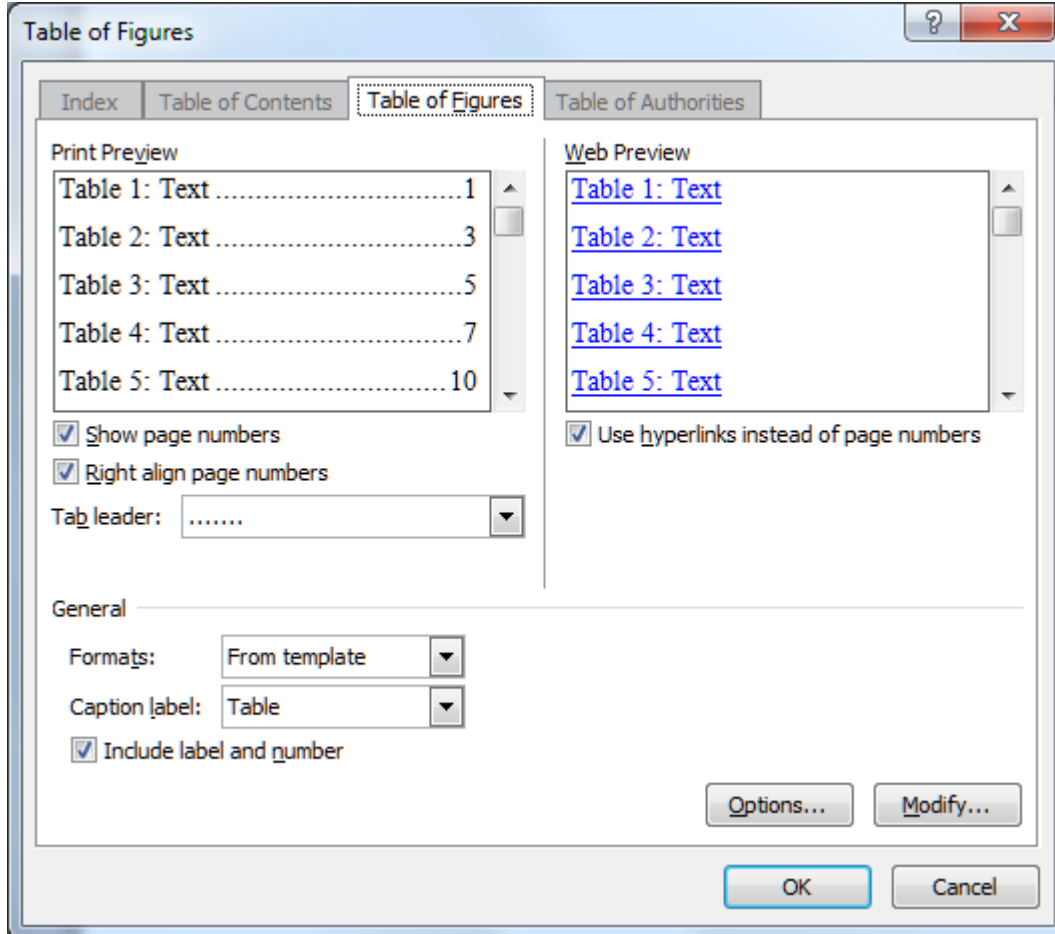 Table of Figures
Index
Table of Contents
Table of Figures
Table of Authorities
Print Preview
Table 1: Text ..............................1
Table 2: Text ..............................3
Table 3: Text ..............................5
Table 4: Text ..............................7
Table 5: Text ............................ 10
Show page numbers
Right align page numbers
Tab leader: .......
Web Preview
Table 1: Text
Table 2: Text
Table 3: Text
Table 4: Text
Table 5: Text
Use hyperlinks instead of page numbers
General
Formats: From template
Caption label: Table
Include label and number
Options...
Modify...
OK
Cancel